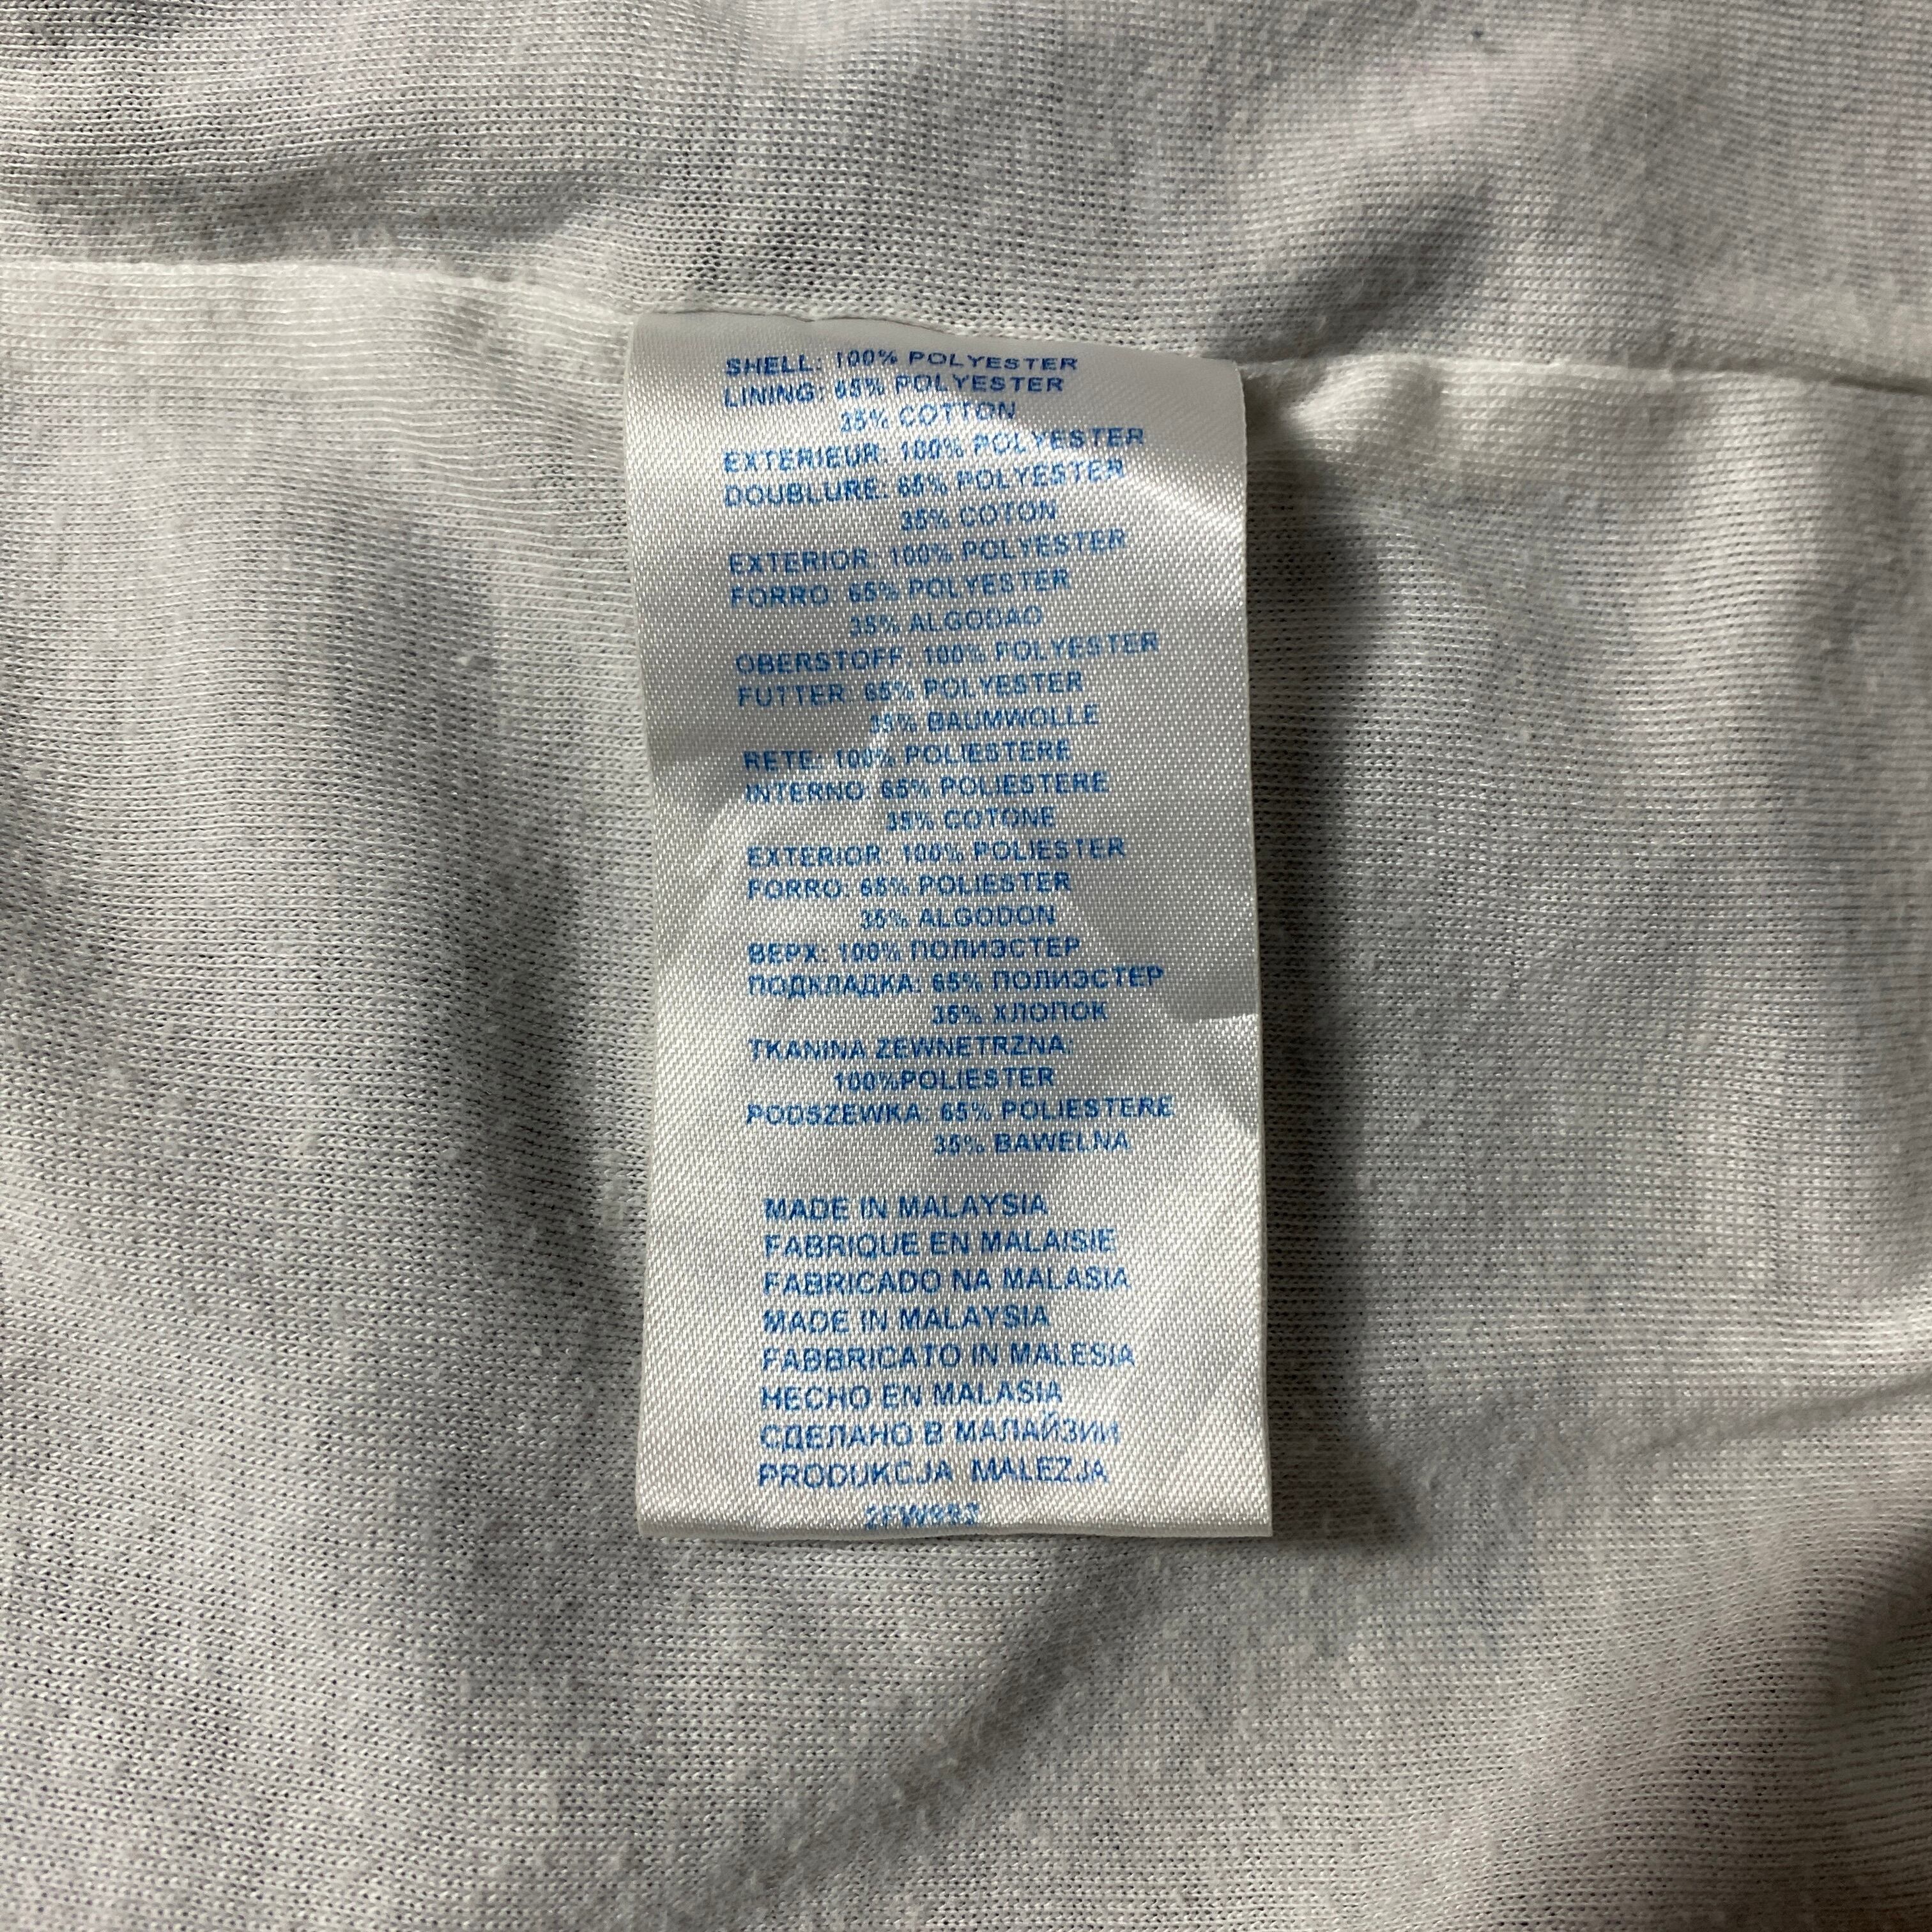 SHELL: 100% POLYESTER
LINING: 65% POLYESTER
35% COTTON
EXTERIEUR: 100% POLYESTER
DOUBLURE: 65% POLYESTER
35% COTON
EXTERIOR: 100% POLYESTER
FORRO: 65% POLYESTER
35% ALGODAO
OBERSTOFF: 100% POLYESTER
FUTTER: 65% POLYESTER
35% BAUMWOLLE
RETE: 100% POLIESTERE
INTERNO: 65% POLIESTERE
35% COTONE
EXTERIOR: 100% POLIESTER
FORRO: 65% POLIESTER
35% ALGODON
ВЕРХ: 100% ПОЛИЭСТЕР
ПОДКЛАДКА: 65% ПОЛИЭСТЕР
35% ХЛОПОК
TKANINA ZEWNETRZNA:
100%POLIESTER
PODSZEWKA: 65% POLIESTERE
35% BAWELNA
MADE IN MALAYSIA
FABRIQUE EN MALAISIE
FABRICADO NA MALASIA
MADE IN MALAYSIA
FABBRICATO IN MALESIA
HECHO EN MALASIA
СДЕЛАНО В МАЛАЙЗИИ
PRODUKCJA MALEZJA